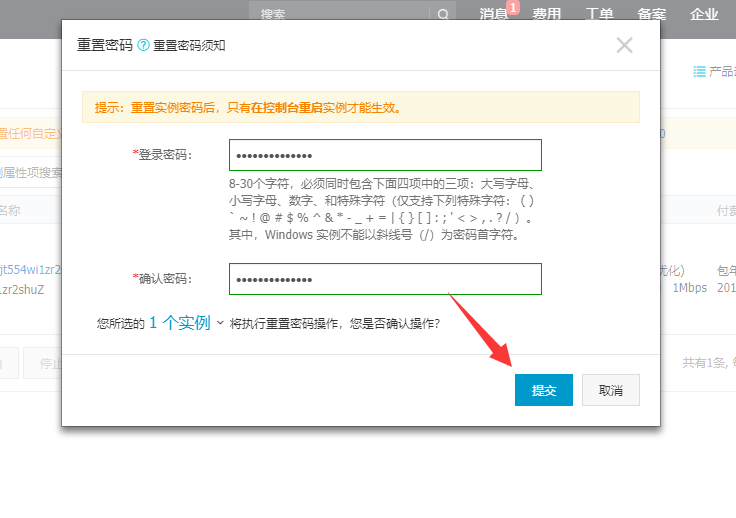 搜索 消息 1 费用 工单 备案 企业
重置密码 ? 重置密码须知
产品
提示：重置实例密码后，只有在控制台重启实例才能生效。
置任何自定义
*登录密码：
8-30个字符，必须同时包含下面四项中的三项：大写字母、
小写字母、数字、和特殊字符（仅支持下列特殊字符：( )
` ~ ! @ # $ % ^ & * - _ + = | { } [ ] : ; ' < > , . ? / ）。
其中，Windows 实例不能以斜线号（/）为密码首字符。
属性项搜索
名称
付费
jt554wi1zr2
1zr2shuZ
优化）
包年
1Mbps
201
*确认密码：
您所选的 1 个实例 将执行重置密码操作，您是否确认操作?
停止
共有1条,
提交 取消